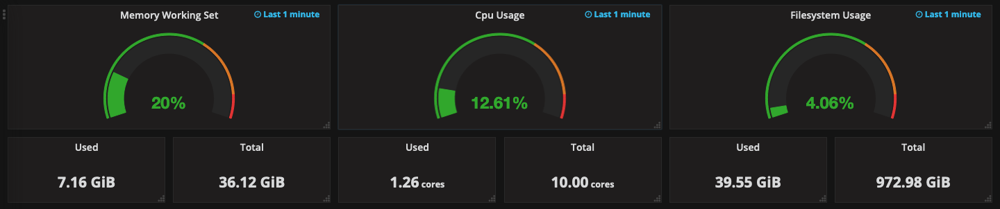 Memory Working Set
Last 1 minute
20%
Cpu Usage
Last 1 minute
12.61%
Filesystem Usage
Last 1 minute
4.06%
Used
7.16 GiB
Total
36.12 GiB
Used
1.26 cores
Total
10.00 cores
Used
39.55 GiB
Total
972.98 GiB